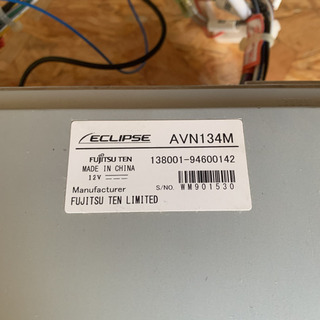 ECLIPSE AVN134M
FUJITSU TEN 138001-94600142
MADE IN CHINA
12V
S/NO. WM901530
Manufacturer
FUJITSU TEN LIMITED